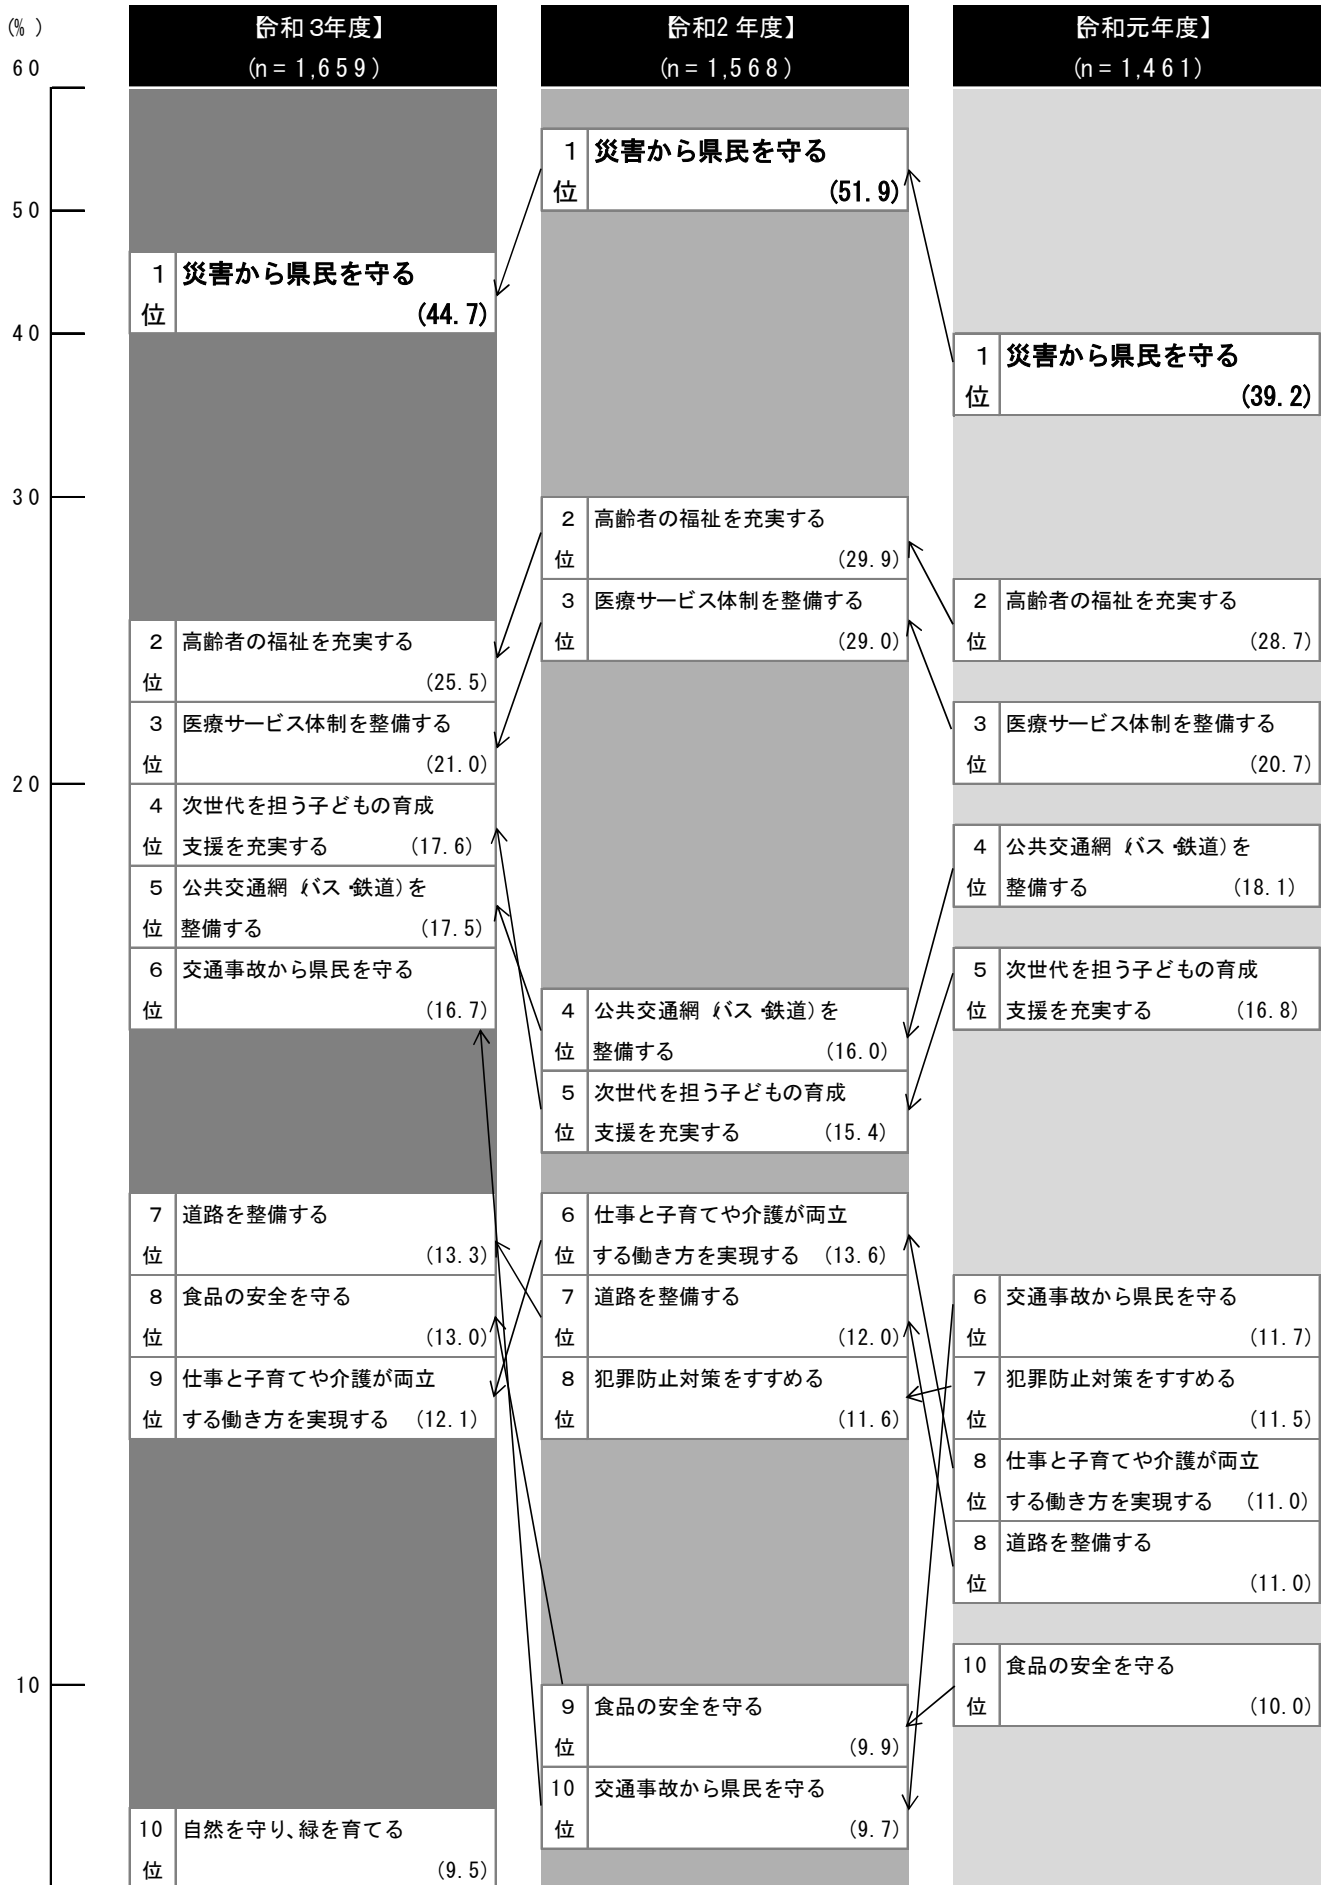 (%)
60
50
40
30
20
10
【令和3年度】
(n=1,659)
1位 災害から県民を守る
(44.7)
2位 高齢者の福祉を充実する
(25.5)
3位 医療サービス体制を整備する
(21.0)
4位 次世代を担う子どもの育成
支援を充実する (17.6)
5位 公共交通網(バス・鉄道)を
整備する (17.5)
6位 交通事故から県民を守る
(16.7)
7位 道路を整備する
(13.3)
8位 食品の安全を守る
(13.0)
9位 仕事と子育てや介護が両立
する働き方を実現する (12.1)
10位 自然を守り、緑を育てる
(9.5)
【令和2年度】
(n=1,568)
1位 災害から県民を守る
(51.9)
2位 高齢者の福祉を充実する
(29.9)
3位 医療サービス体制を整備する
(29.0)
4位 公共交通網(バス・鉄道)を
整備する (16.0)
5位 次世代を担う子どもの育成
支援を充実する (15.4)
6位 仕事と子育てや介護が両立
する働き方を実現する (13.6)
7位 道路を整備する
(12.0)
8位 犯罪防止対策をすすめる
(11.6)
9位 食品の安全を守る
(9.9)
10位 交通事故から県民を守る
(9.7)
【令和元年度】
(n=1,461)
1位 災害から県民を守る
(39.2)
2位 高齢者の福祉を充実する
(28.7)
3位 医療サービス体制を整備する
(20.7)
4位 公共交通網(バス・鉄道)を
整備する (18.1)
5位 次世代を担う子どもの育成
支援を充実する (16.8)
6位 交通事故から県民を守る
(11.7)
7位 犯罪防止対策をすすめる
(11.5)
8位 仕事と子育てや介護が両立
する働き方を実現する (11.0)
8位 道路を整備する
(11.0)
10位 食品の安全を守る
(10.0)